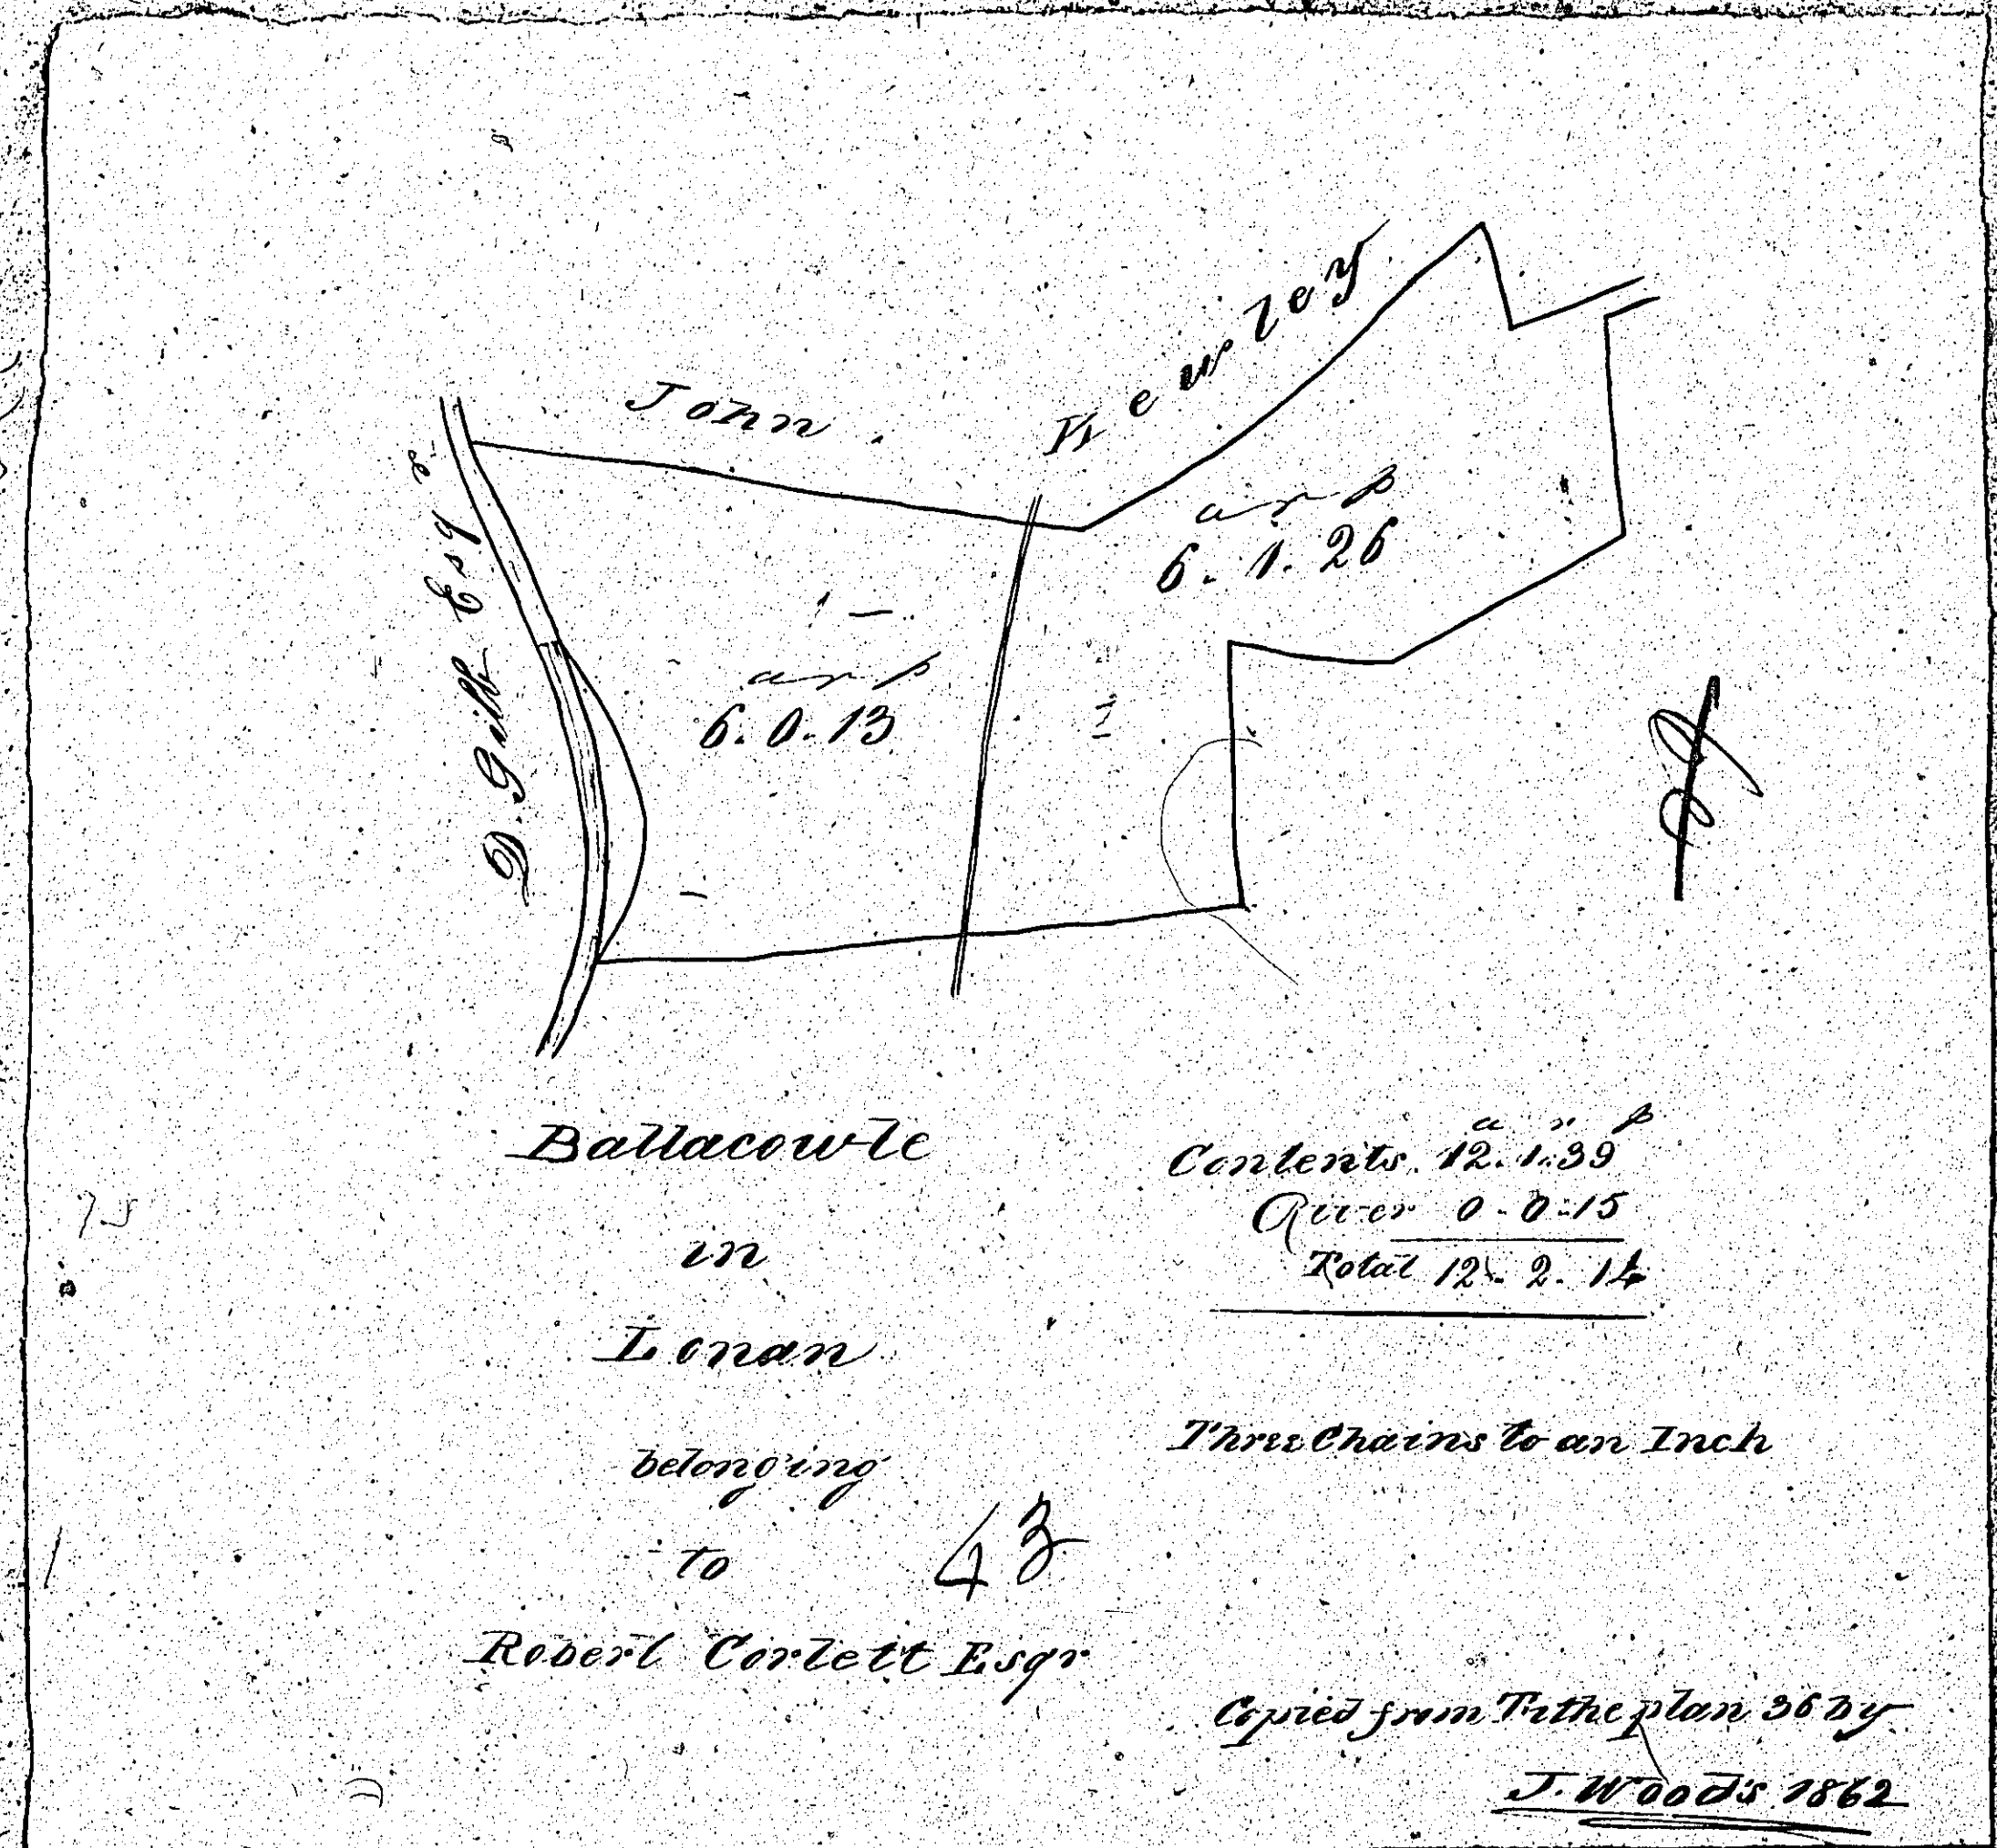 John Kewley
a r p
6. 1. 26
D. Gill Esqr
a r p
6. 0. 13
Ballacowle
in
Lonan
belonging
to
43
Robert Corlett Esqr
a r p
Contents 12. 1. 39
River 0. 0. 15
Total 12. 2. 14
Three Chains to an Inch
Copied from Tithe plan 36 by
J. Woods 1862